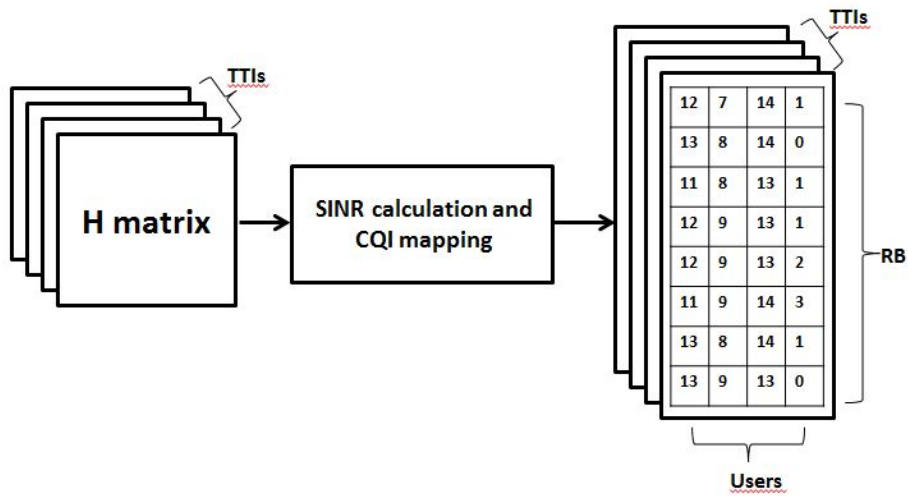 TTIs
TTIs
H matrix
SINR calculation and
CQI mapping
12 7 14 1
13 8 14 0
11 8 13 1
12 9 13 1
12 9 13 2
11 9 14 3
13 8 14 1
13 9 13 0
RB
Users